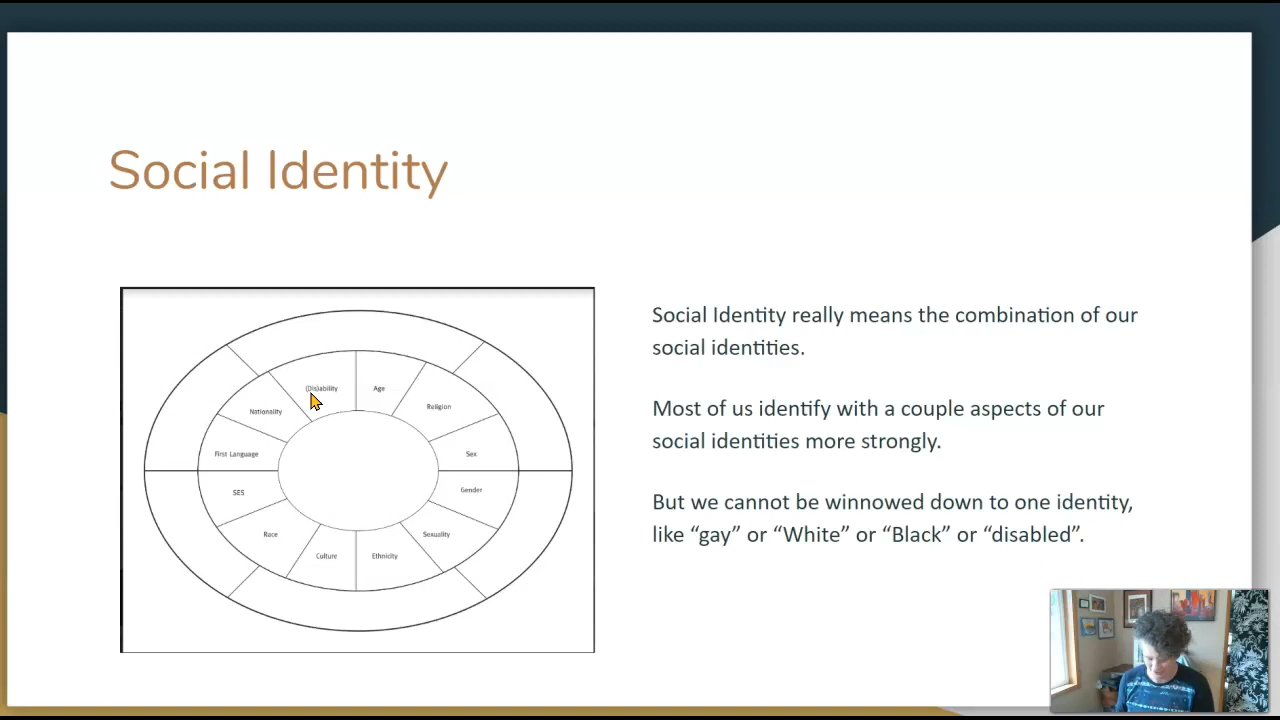 Social Identity
(Dis)ability
Age
Nationality
Religion
First Language
Sex
SES
Gender
Race
Sexuality
Culture
Ethnicity
Social Identity really means the combination of our
social identities.
Most of us identify with a couple aspects of our
social identities more strongly.
But we cannot be winnowed down to one identity,
like “gay” or “White” or “Black” or “disabled”.